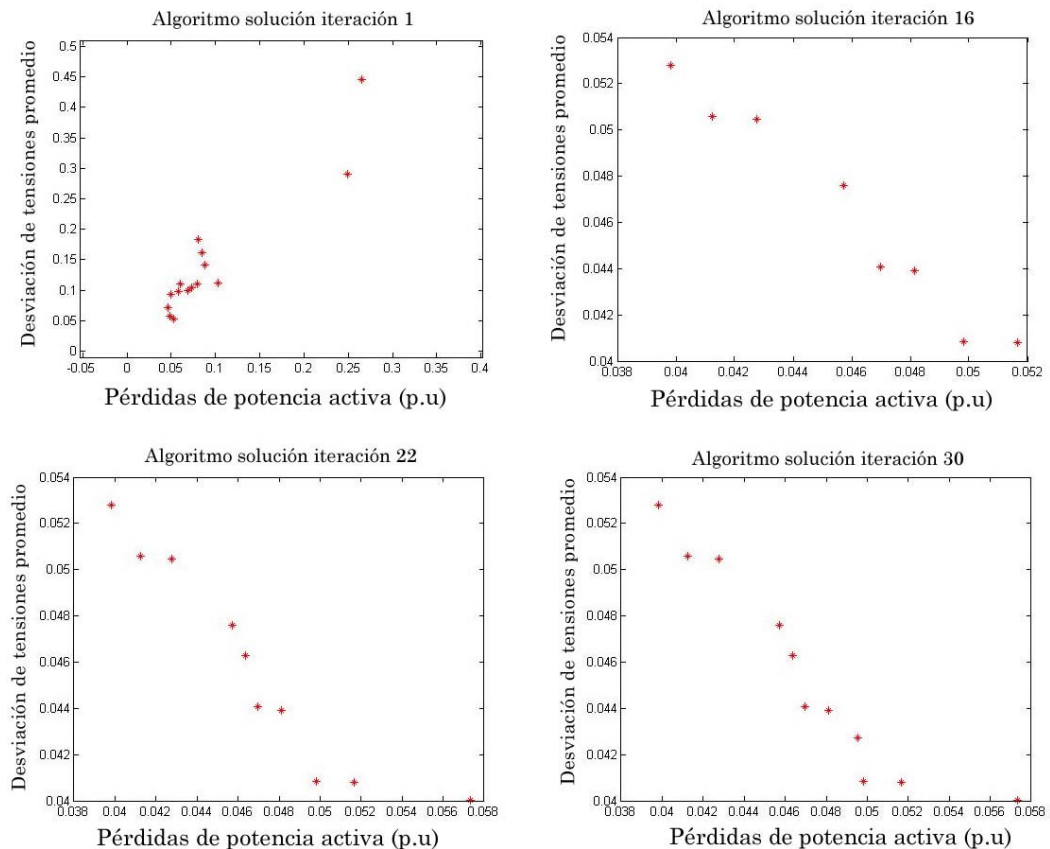 Algoritmo solución iteración 1
Desviación de tensiones promedio
0.5
0.45
0.4
0.35
0.3
0.25
0.2
0.15
0.1
0.05
0
-0.05 0 0.05 0.1 0.15 0.2 0.25 0.3 0.35 0.4
Pérdidas de potencia activa (p.u)
Algoritmo solución iteración 16
Desviación de tensiones promedio
0.054
0.052
0.05
0.048
0.046
0.044
0.042
0.04
0.038 0.04 0.042 0.044 0.046 0.048 0.05 0.052
Pérdidas de potencia activa (p.u)
Algoritmo solución iteración 22
Desviación de tensiones promedio
0.054
0.052
0.05
0.048
0.046
0.044
0.042
0.04
0.038 0.04 0.042 0.044 0.046 0.048 0.05 0.052 0.054 0.056 0.058
Pérdidas de potencia activa (p.u)
Algoritmo solución iteración 30
Desviación de tensiones promedio
0.054
0.052
0.05
0.048
0.046
0.044
0.042
0.04
0.038 0.04 0.042 0.044 0.046 0.048 0.05 0.052 0.054 0.056 0.058
Pérdidas de potencia activa (p.u)